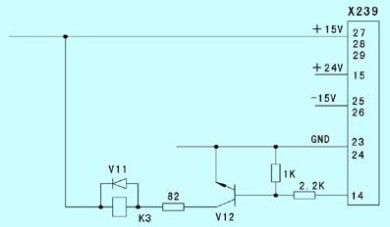 X239
+15V 27
28
29
+24V 15
-15V 25
26
GND 23
24
V11
1K
82
2.2K
14
K3
V12